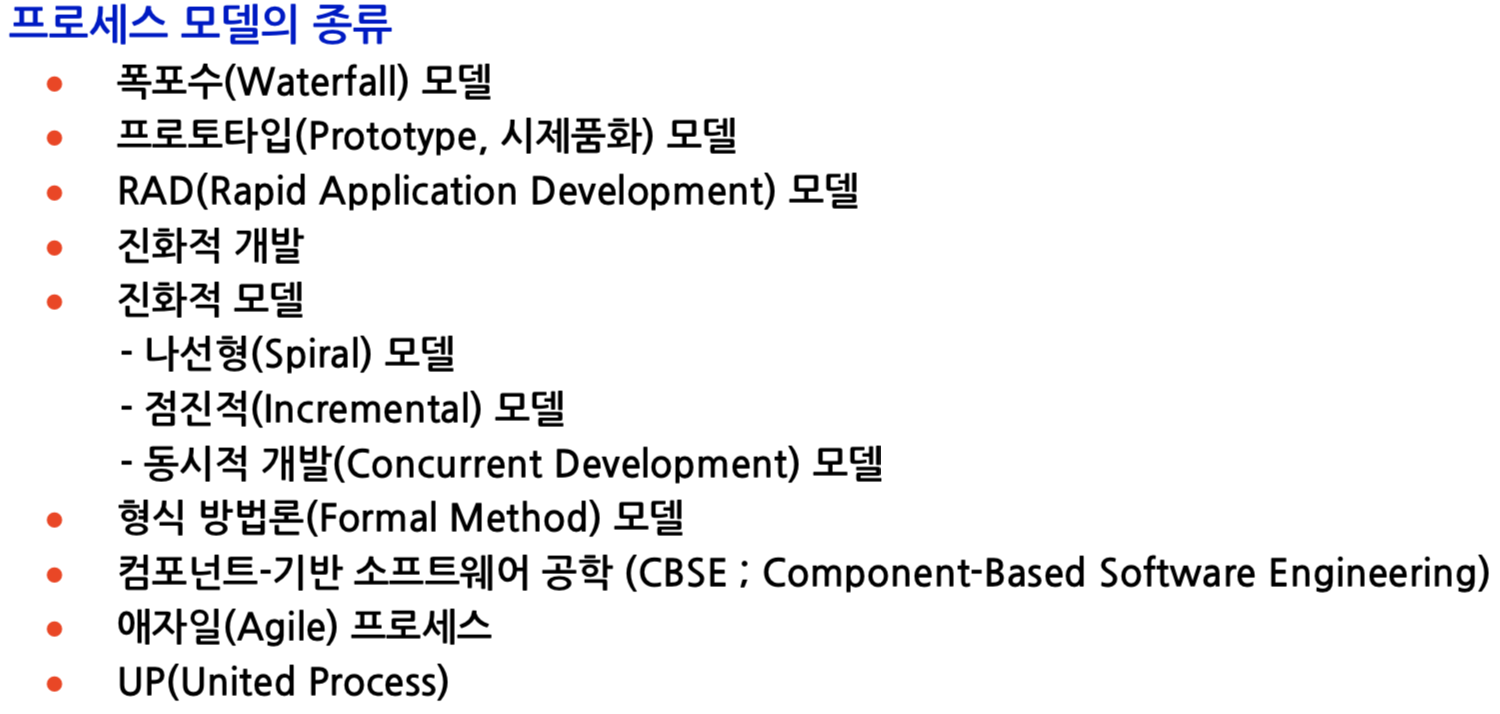 프로세스 모델의 종류
● 폭포수(Waterfall) 모델
● 프로토타입(Prototype, 시제품화) 모델
● RAD(Rapid Application Development) 모델
● 진화적 개발
● 진화적 모델
- 나선형(Spiral) 모델
- 점진적(Incremental) 모델
- 동시적 개발(Concurrent Development) 모델
● 형식 방법론(Formal Method) 모델
● 컴포넌트-기반 소프트웨어 공학 (CBSE ; Component-Based Software Engineering)
● 애자일(Agile) 프로세스
● UP(United Process)